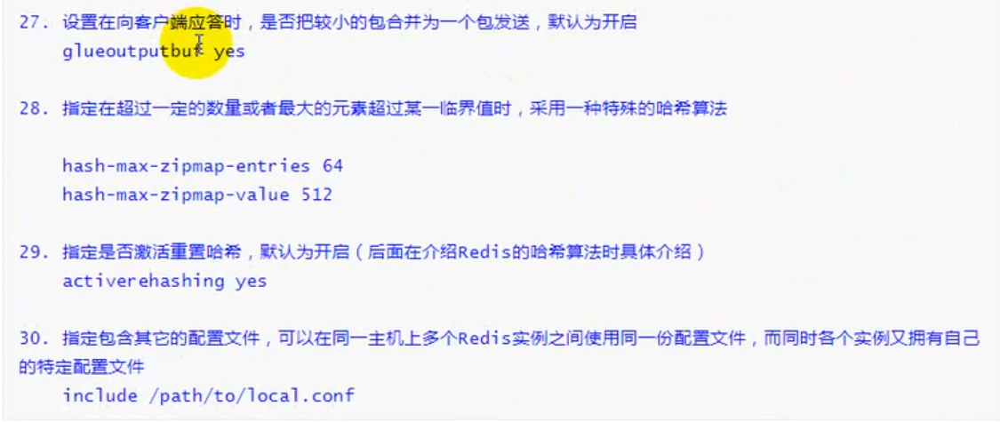 27. 设置在向客户端应答时，是否把较小的包合并为一个包发送，默认为开启
glueoutputbuf yes
28. 指定在超过一定的数量或者最大的元素超过某一临界值时，采用一种特殊的哈希算法
hash-max-zipmap-entries 64
hash-max-zipmap-value 512
29. 指定是否激活重置哈希，默认为开启（后面在介绍Redis的哈希算法时具体介绍）
activerehashing yes
30. 指定包含其它的配置文件，可以在同一主机上多个Redis实例之间使用同一份配置文件，而同时各个实例又拥有自己
的特定配置文件
include /path/to/local.conf